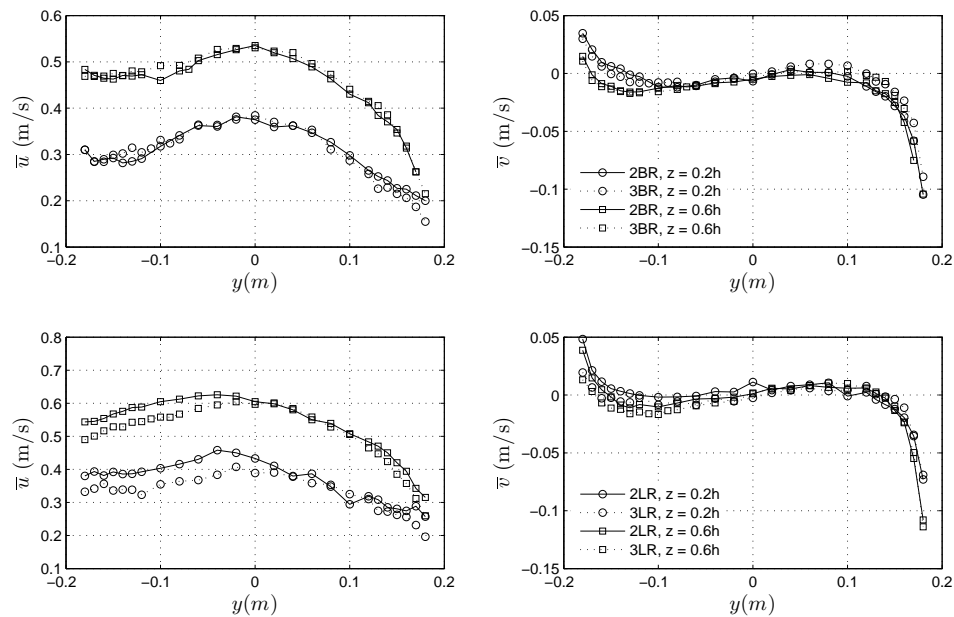 0.6
0.5
0.4
0.3
0.2
0.1
u̅ (m/s)
−0.2
−0.1
0
0.1
0.2
y(m)
0.05
0
−0.05
−0.1
−0.15
v̅ (m/s)
2BR, z = 0.2h
3BR, z = 0.2h
2BR, z = 0.6h
3BR, z = 0.6h
−0.2
−0.1
0
0.1
0.2
y(m)
0.8
0.7
0.6
0.5
0.4
0.3
0.2
0.1
u̅ (m/s)
−0.2
−0.1
0
0.1
0.2
y(m)
0.05
0
−0.05
−0.1
−0.15
v̅ (m/s)
2LR, z = 0.2h
3LR, z = 0.2h
2LR, z = 0.6h
3LR, z = 0.6h
−0.2
−0.1
0
0.1
0.2
y(m)